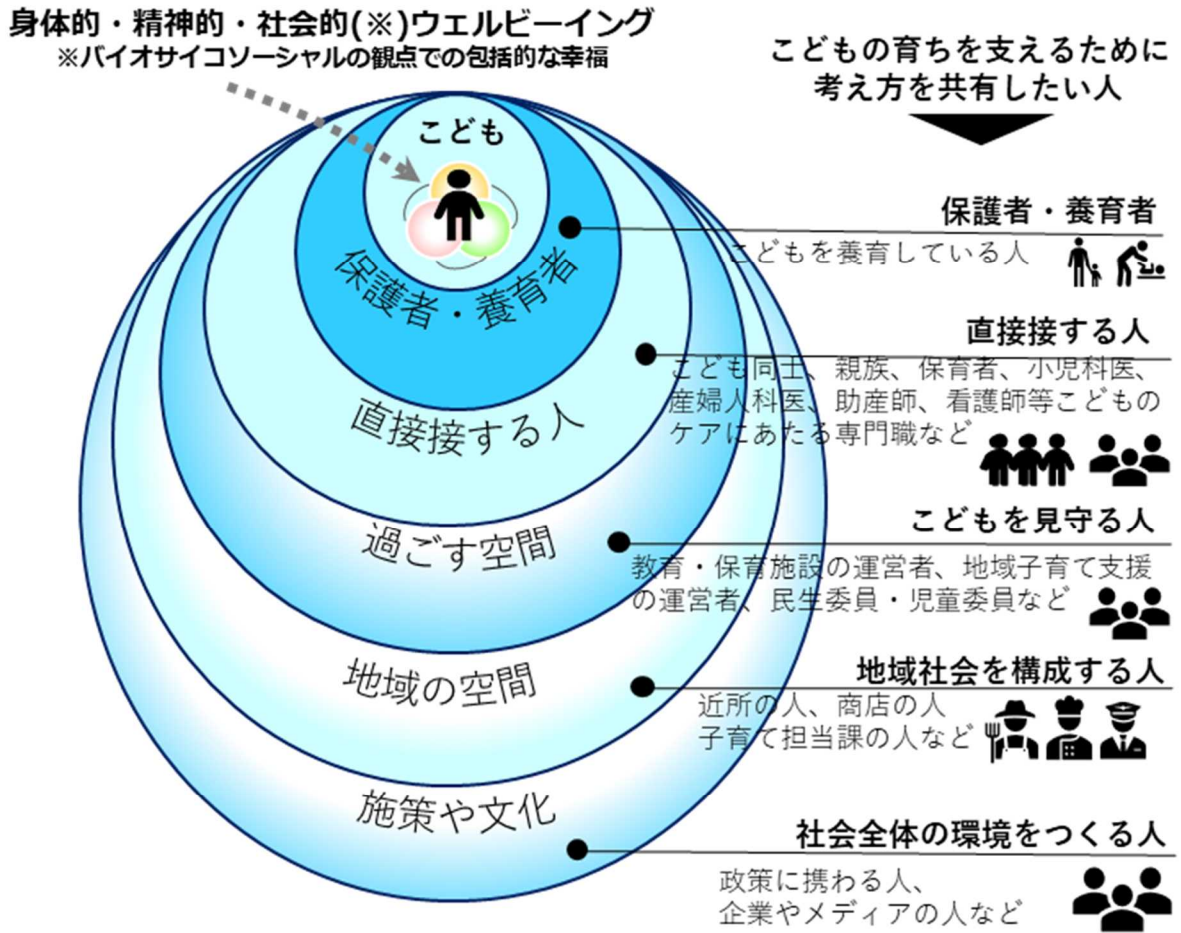 身体的・精神的・社会的(※)ウェルビーイング
※バイオサイコソーシャルの観点での包括的な幸福
こどもの育ちを支えるために
考え方を共有したい人
こども
保護者・養育者
直接接する人
過ごす空間
地域の空間
施策や文化
保護者・養育者
こどもを養育している人
直接接する人
こども同士、親族、保育者、小児科医、
産婦人科医、助産師、看護師等こどもの
ケアにあたる専門職など
こどもを見守る人
教育・保育施設の運営者、地域子育て支援
の運営者、民生委員・児童委員など
地域社会を構成する人
近所の人、商店の人
子育て担当課の人など
社会全体の環境をつくる人
政策に携わる人、
企業やメディアの人など